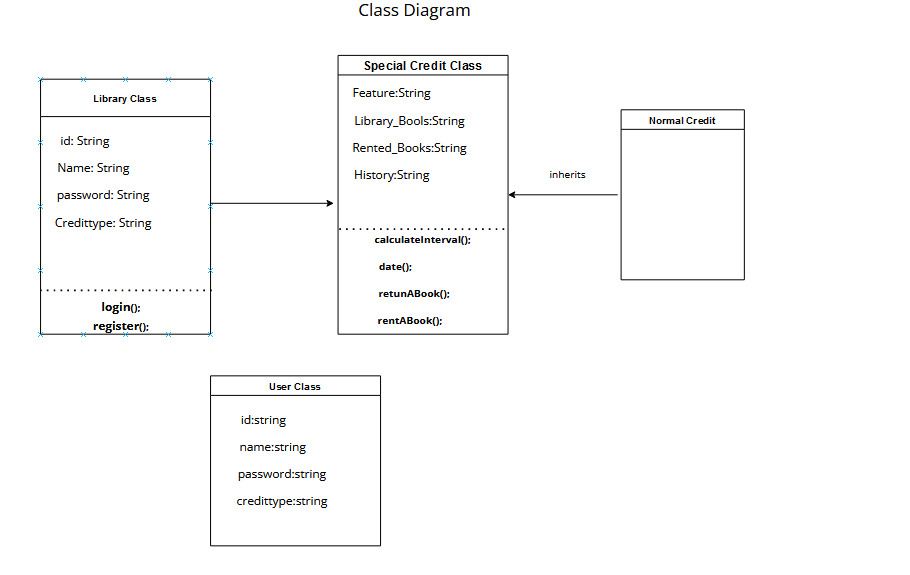 Class Diagram
Library Class
id: String
Name: String
password: String
Credittype: String
login();
register();
Special Credit Class
Feature:String
Library_Bools:String
Rented_Books:String
History:String
calculateInterval();
date();
retunABook();
rentABook();
inherits
Normal Credit
User Class
id:string
name:string
password:string
credittype:string